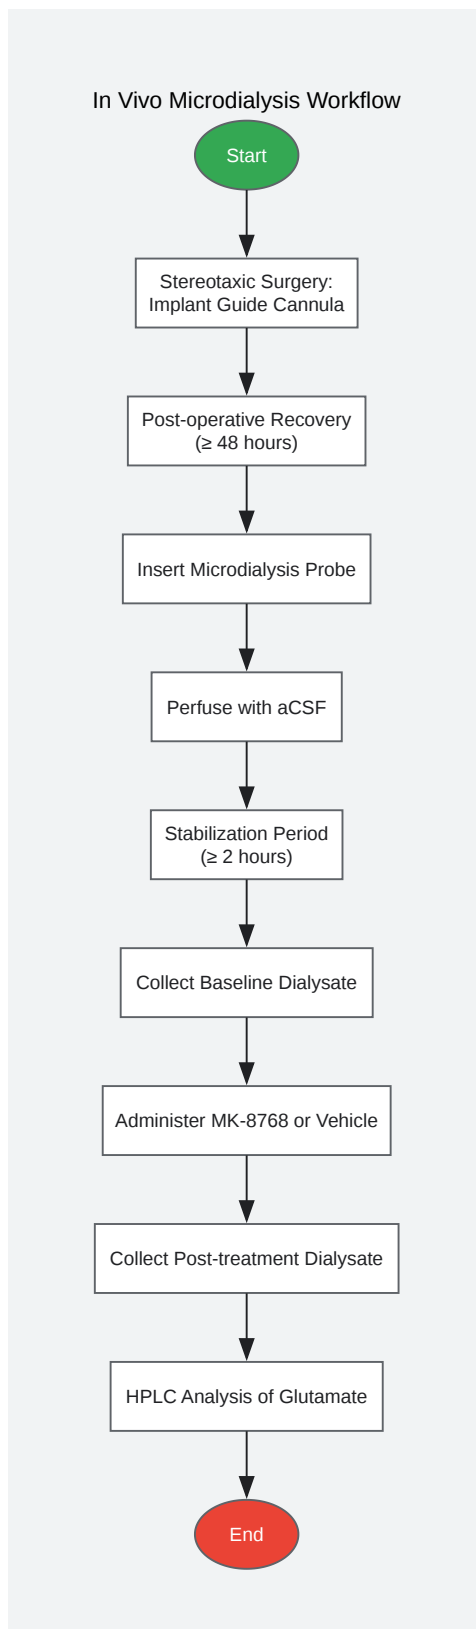 In Vivo Microdialysis Workflow
Start
Stereotaxic Surgery:
Implant Guide Cannula
Post-operative Recovery
(≥ 48 hours)
Insert Microdialysis Probe
Perfuse with aCSF
Stabilization Period
(≥ 2 hours)
Collect Baseline Dialysate
Administer MK-8768 or Vehicle
Collect Post-treatment Dialysate
HPLC Analysis of Glutamate
End